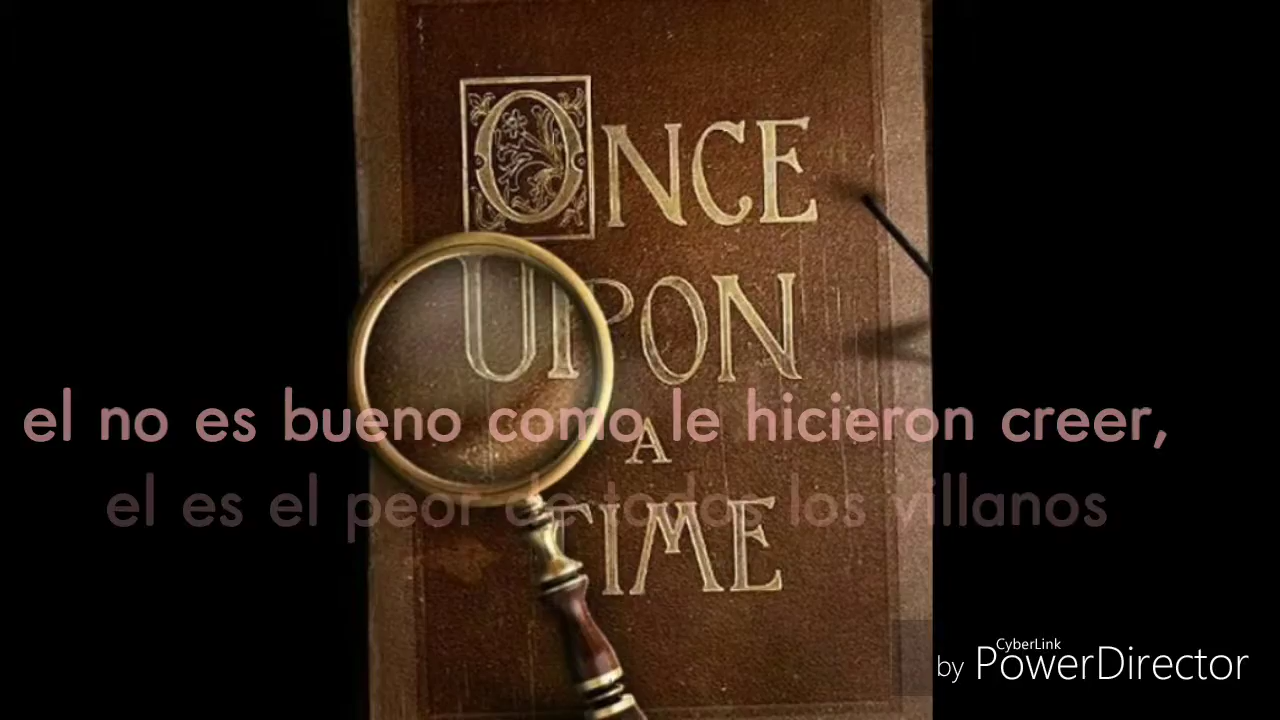 ONCE
UPON
A
TIME
el no es bueno como le hicieron creer,
el es el peor de todos los villanos
CyberLink
by PowerDirector